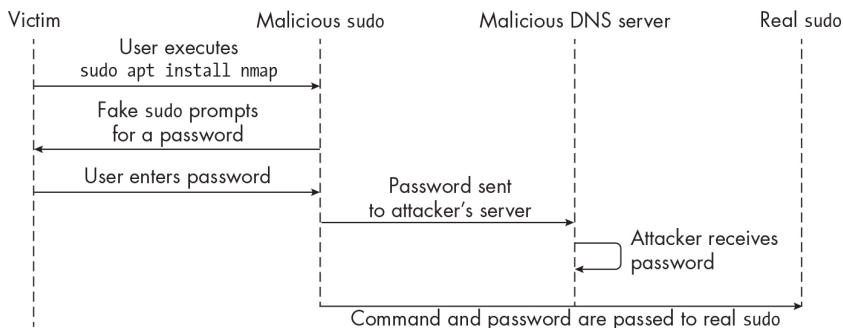 Victim
Malicious sudo
Malicious DNS server
Real sudo
User executes
sudo apt install nmap
Fake sudo prompts
for a password
User enters password
Password sent
to attacker's server
Attacker receives
password
Command and password are passed to real sudo